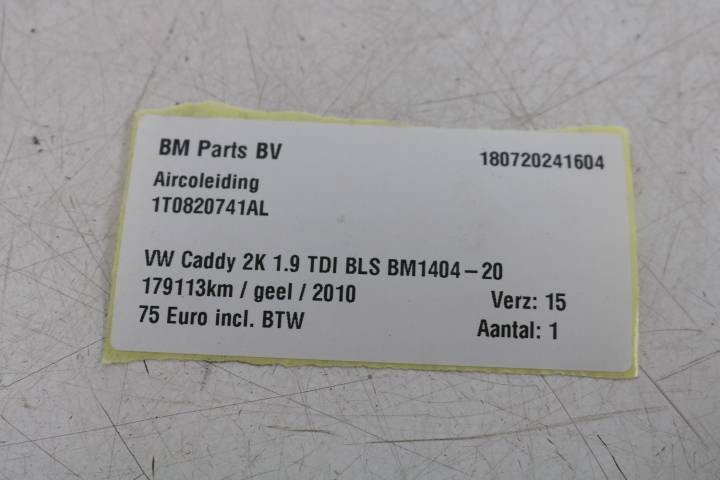 BM Parts BV 180720241604
Aircoleiding
1T0820741AL
VW Caddy 2K 1.9 TDI BLS BM1404-20
179113km / geel / 2010 Verz: 15
75 Euro incl. BTW Aantal: 1